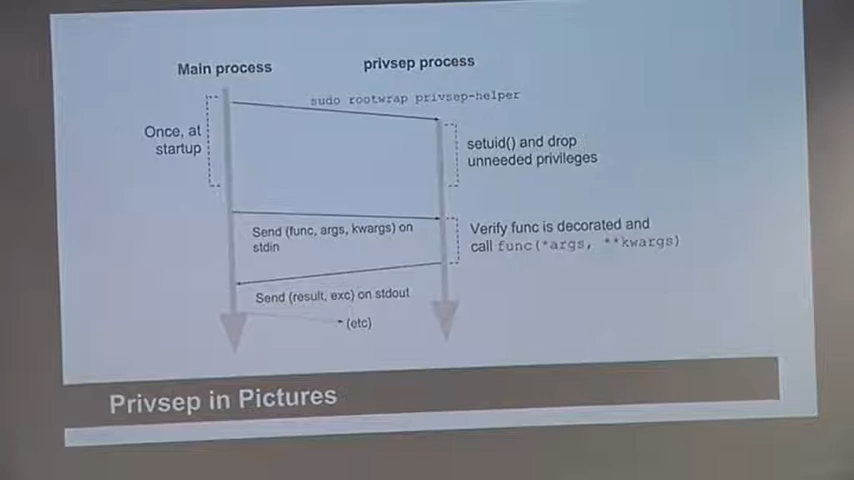 Main process
privsep process
sudo rootwrap privsep-helper
Once, at
startup
setuid() and drop
unneeded privileges
Send (func, args, kwargs) on
stdin
Verify func is decorated and
call func(*args, **kwargs)
Send (result, exc) on stdout
(etc)
Privsep in Pictures